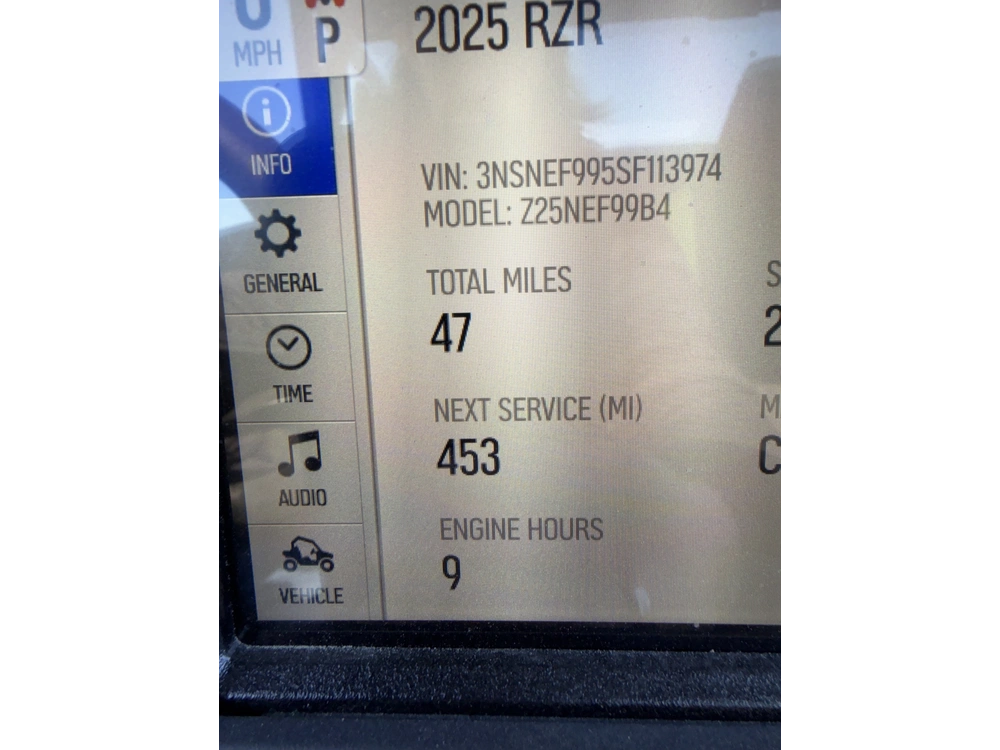 MPH P
2025 RZR
INFO
VIN: 3NSNEF995SF113974
MODEL: Z25NEF99B4
GENERAL
TOTAL MILES
47
TIME
NEXT SERVICE (MI)
453
AUDIO
ENGINE HOURS
9
VEHICLE